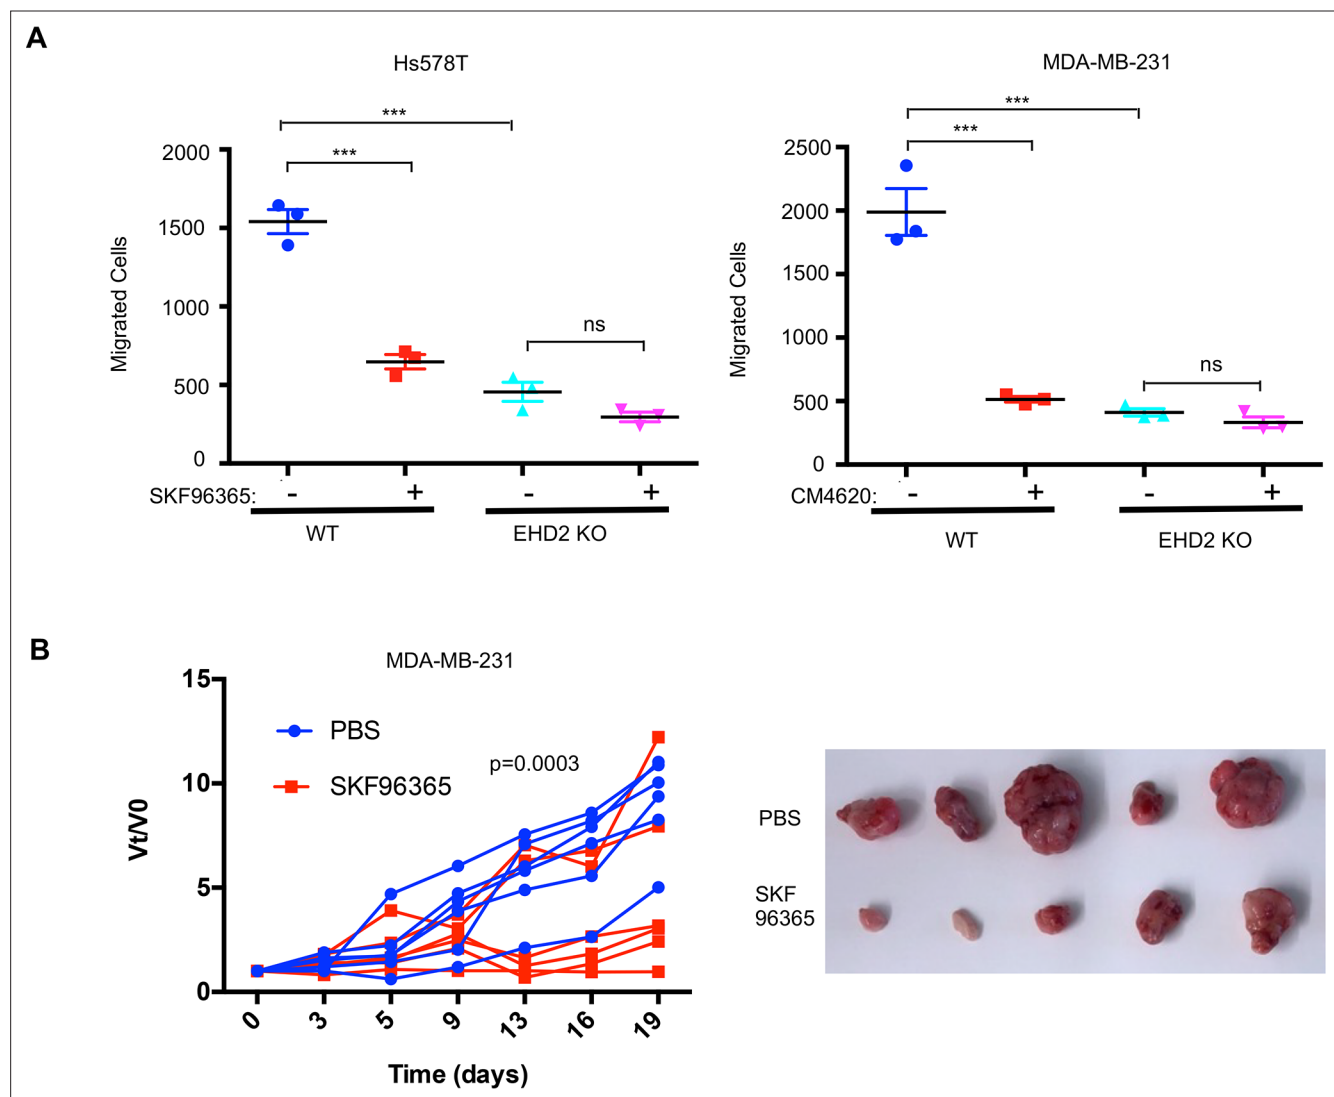 A
Hs578T
***
***
2000
1500
1000
500
0
Migrated Cells
ns
SKF96365: - + - +
WT EHD2 KO
MDA-MB-231
***
***
2500
2000
1500
1000
500
0
Migrated Cells
ns
CM4620: - + - +
WT EHD2 KO
B
MDA-MB-231
15
10
5
0
Vt/V0
PBS
SKF96365
p=0.0003
0 3 5 9 13 16 19
Time (days)
PBS
SKF
96365